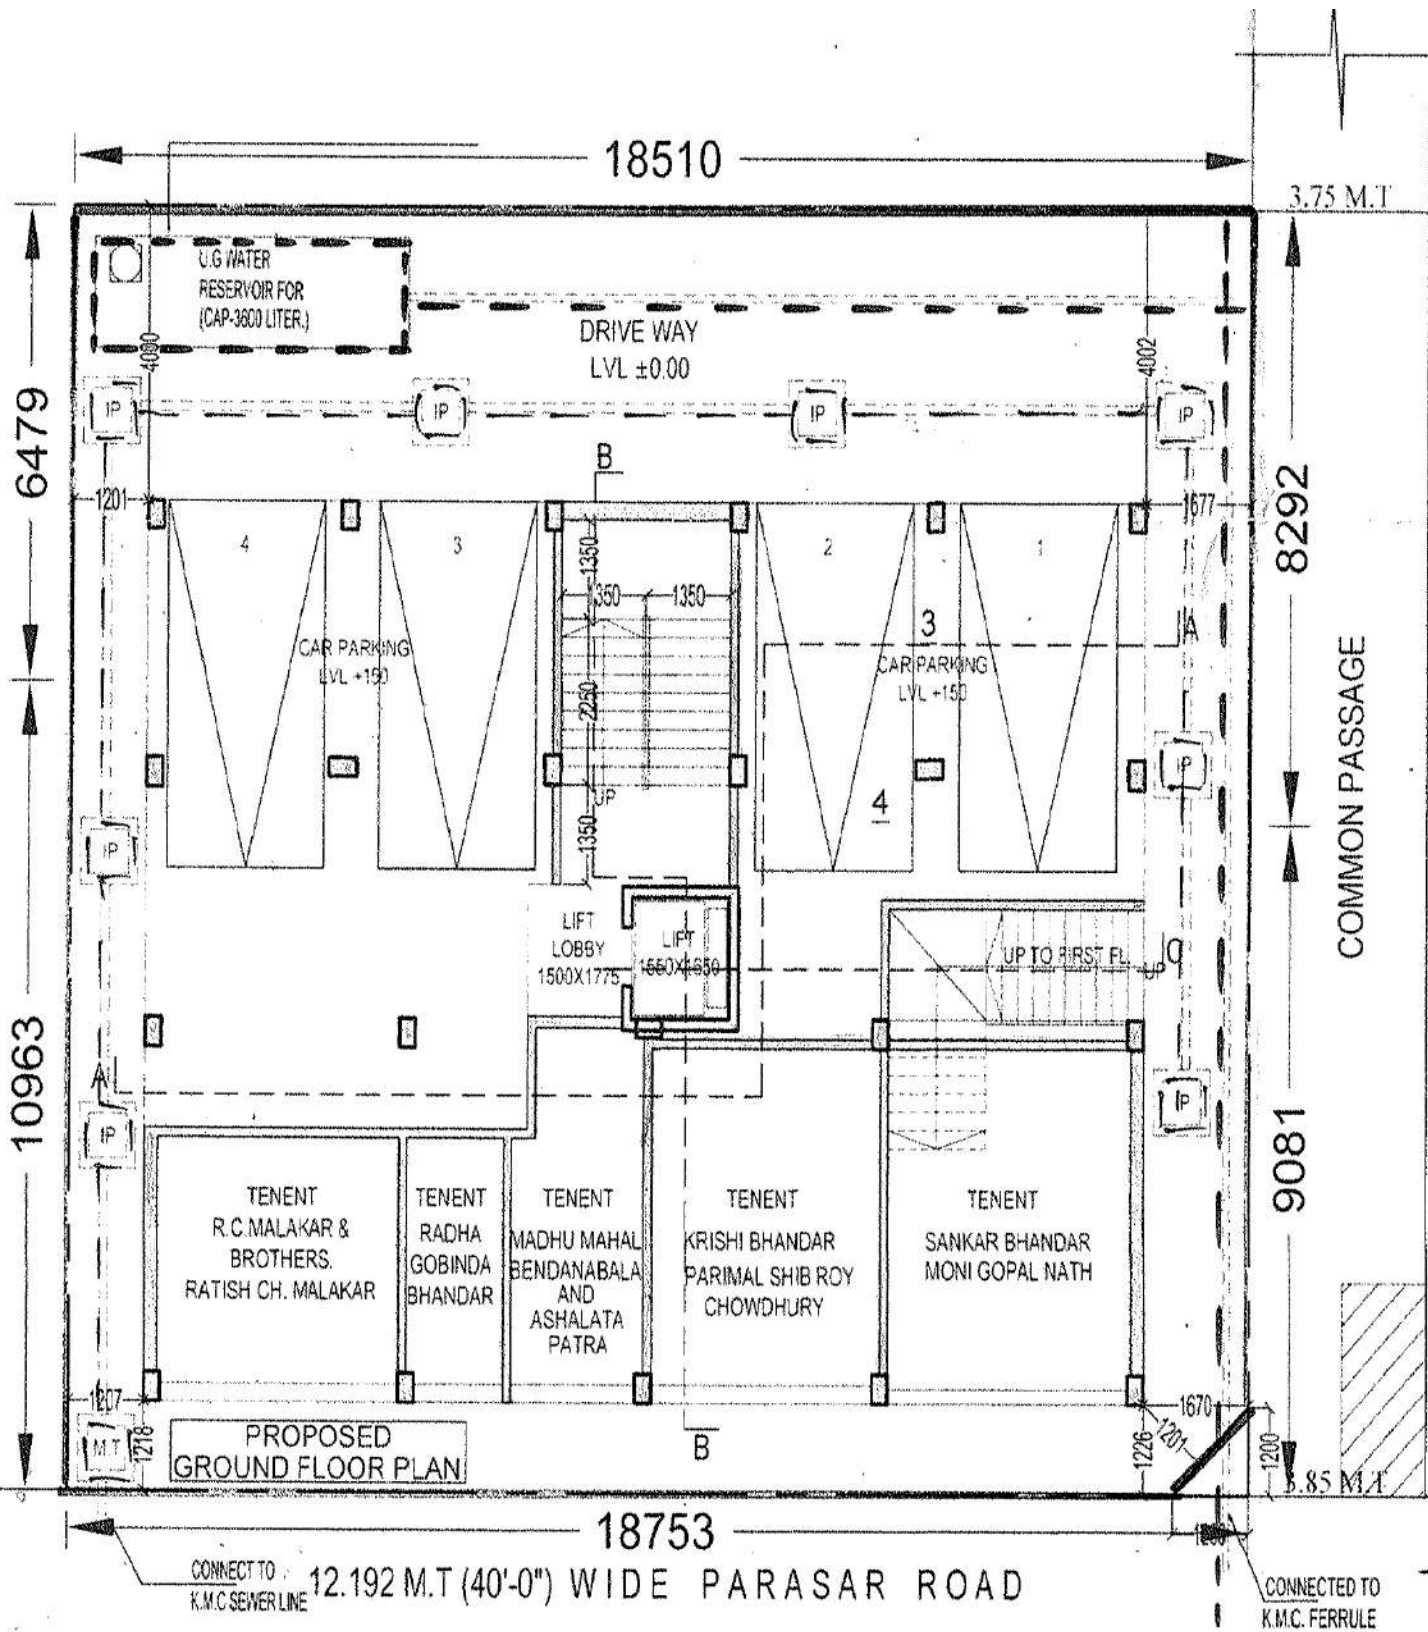 18510
3.75 M.T
U.G WATER
RESERVOIR FOR
(CAP-3600 LITER.)
DRIVE WAY
LVL ±0.00
4000
4002
IP
IP
IP
IP
6479
8292
B
1201
1677
4
3
2
1
1350
1350
1350
CAR PARKING
LVL +150
3
A
CAR PARKING
LVL +150
2250
UP
1350
4
IP
IP
COMMON PASSAGE
LIFT
LOBBY
1500X1775
LIFT
1550X1650
UP TO FIRST FL.
UP
C
10963
9081
A
IP
IP
TENENT
R.C.MALAKAR &
BROTHERS.
RATISH CH. MALAKAR
TENENT
RADHA
GOBINDA
BHANDAR
TENENT
MADHU MAHAL
BENDANABALA
AND
ASHALATA
PATRA
TENENT
KRISHI BHANDAR
PARIMAL SHIB ROY
CHOWDHURY
TENENT
SANKAR BHANDAR
MONI GOPAL NATH
1207
1670
M.T
1218
PROPOSED
GROUND FLOOR PLAN
B
1226
1201
1200
3.85 M.T
18753
CONNECT TO
K.M.C SEWER LINE
12.192 M.T (40'-0") WIDE PARASAR ROAD
CONNECTED TO
K.M.C. FERRULE